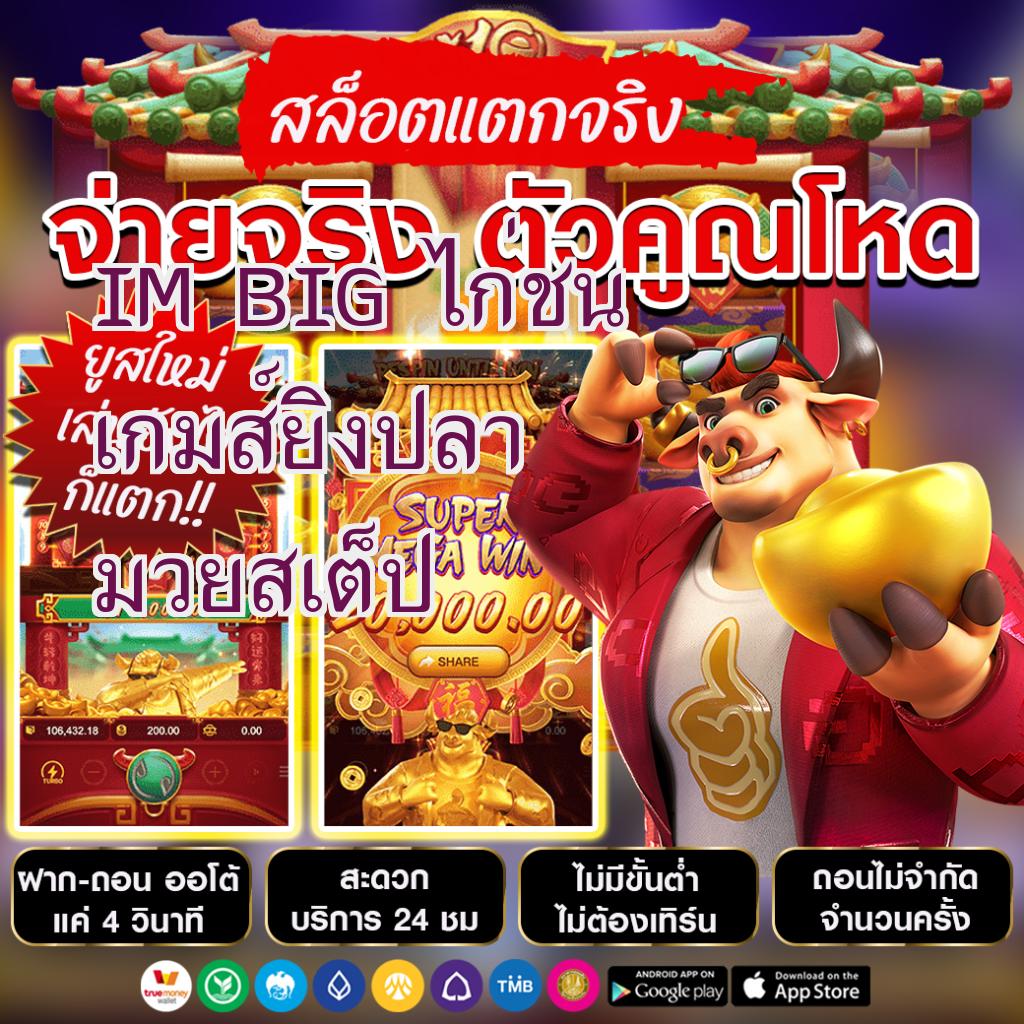 สล็อตแตกจริง
จ่ายจริง ตัวคูณโหด
IM BIG ไก่ชน
ยูสใหม่
ก็แตก!!
เกมส์ยิงปลา
มวยสเต็ป
SUPER
MEGA WIN
SHARE
106,432.18 200.00 0.00
TURBO
福
ฝาก-ถอน ออโต้
แค่ 4 วินาที
สะดวก
บริการ 24 ชม
ไม่มีขั้นต่ำ
ไม่ต้องเทิร์น
ถอนไม่จำกัด
จำนวนครั้ง
truemoney
wallet
TMB
ANDROID APP ON
Google play
Download on the
App Store